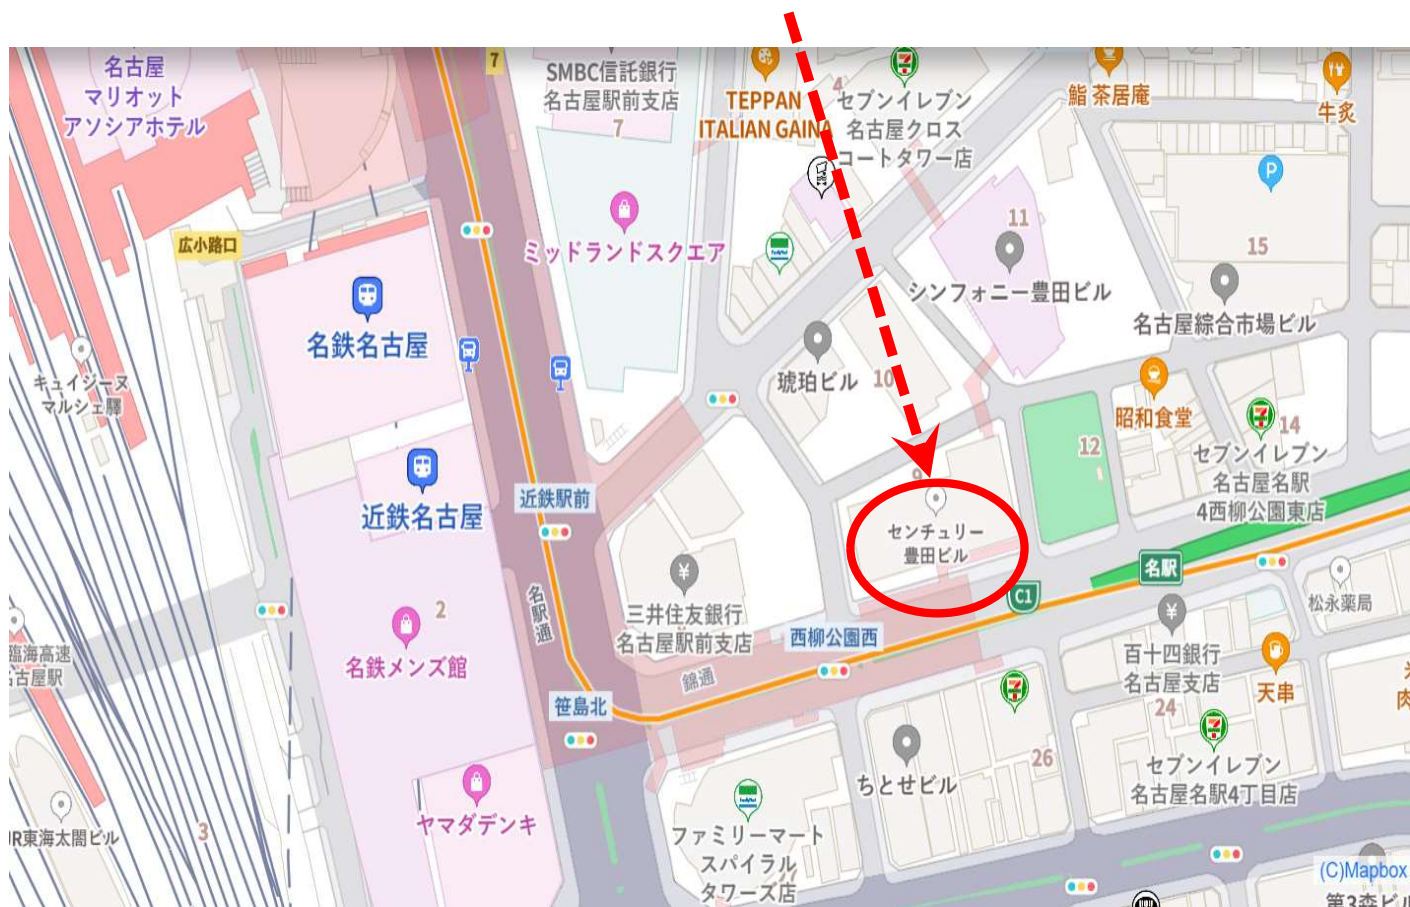 名古屋
マリオット
アソシアホテル
7
SMBC信託銀行
名古屋駅前支店
7
TEPPAN
ITALIAN GAINA
4
セブンイレブン
名古屋クロス
コートタワー店
鮨 茶居庵
牛炙
P
広小路口
ミッドランドスクエア
11
シンフォニー豊田ビル
15
名古屋綜合市場ビル
名鉄名古屋
キュイジーヌ
マルシェ驛
琥珀ビル
10
昭和食堂
12
14
セブンイレブン
名古屋名駅
4西柳公園東店
近鉄名古屋
近鉄駅前
9
センチュリー
豊田ビル
名駅
C1
名駅通
2
名鉄メンズ館
三井住友銀行
名古屋駅前支店
西柳公園西
錦通
笹島北
松永薬局
百十四銀行
名古屋支店
24
天串
肉
臨海高速
古屋駅
ちとせビル
26
セブンイレブン
名古屋名駅4丁目店
ヤマダデンキ
ファミリーマート
スパイラル
タワーズ店
JR東海太閤ビル
3
(C)Mapbox
第3森ビル